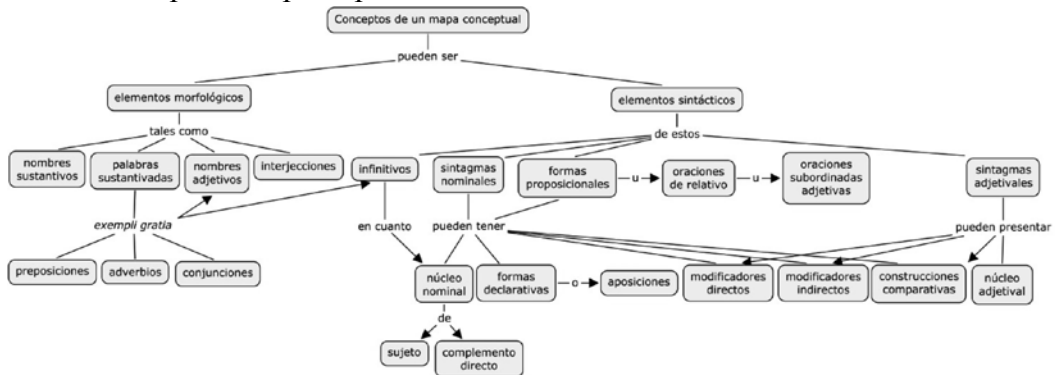 Conceptos de un mapa conceptual
pueden ser
elementos morfológicos
elementos sintácticos
tales como
de estos
nombres
sustantivos
palabras
sustantivadas
nombres
adjetivos
interjecciones
infinitivos
sintagmas
nominales
formas
proposicionales
u
oraciones
de relativo
u
oraciones
subordinadas
adjetivas
sintagmas
adjetivales
exempli gratia
en cuanto
pueden tener
pueden presentar
preposiciones
adverbios
conjunciones
núcleo
nominal
formas
declarativas
o
aposiciones
modificadores
directos
modificadores
indirectos
construcciones
comparativas
núcleo
adjetival
de
sujeto
complemento
directo